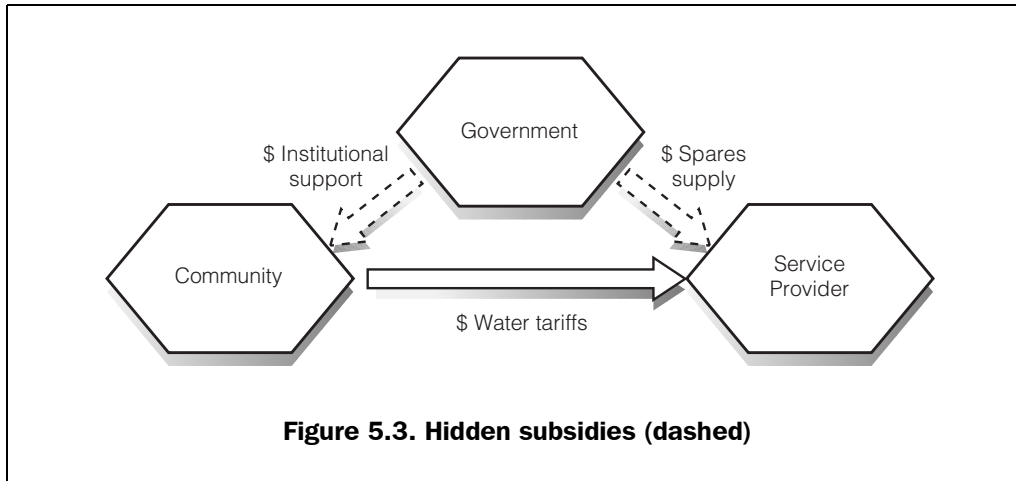 Government
$ Institutional
support
$ Spares
supply
Community
Service
Provider
$ Water tariffs
Figure 5.3. Hidden subsidies (dashed)